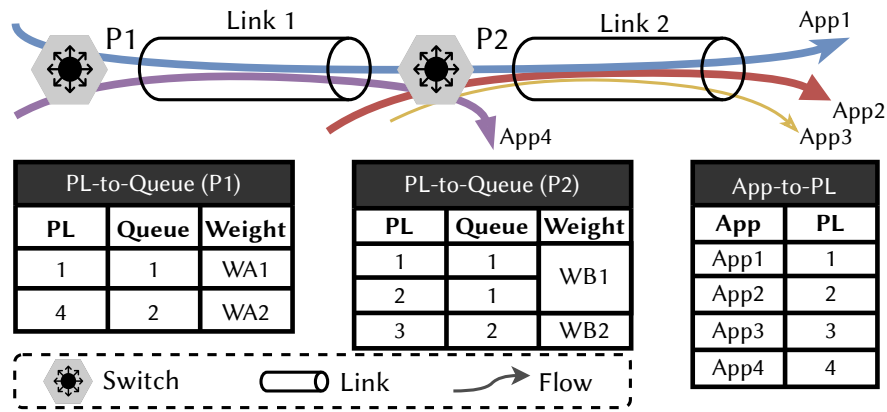 P1
Link 1
P2
Link 2
App1
App2
App3
App4
PL-to-Queue (P1)
PL Queue Weight
1 1 WA1
4 2 WA2
PL-to-Queue (P2)
PL Queue Weight
1 1 WB1
2 1
3 2 WB2
App-to-PL
App PL
App1 1
App2 2
App3 3
App4 4
Switch Link Flow